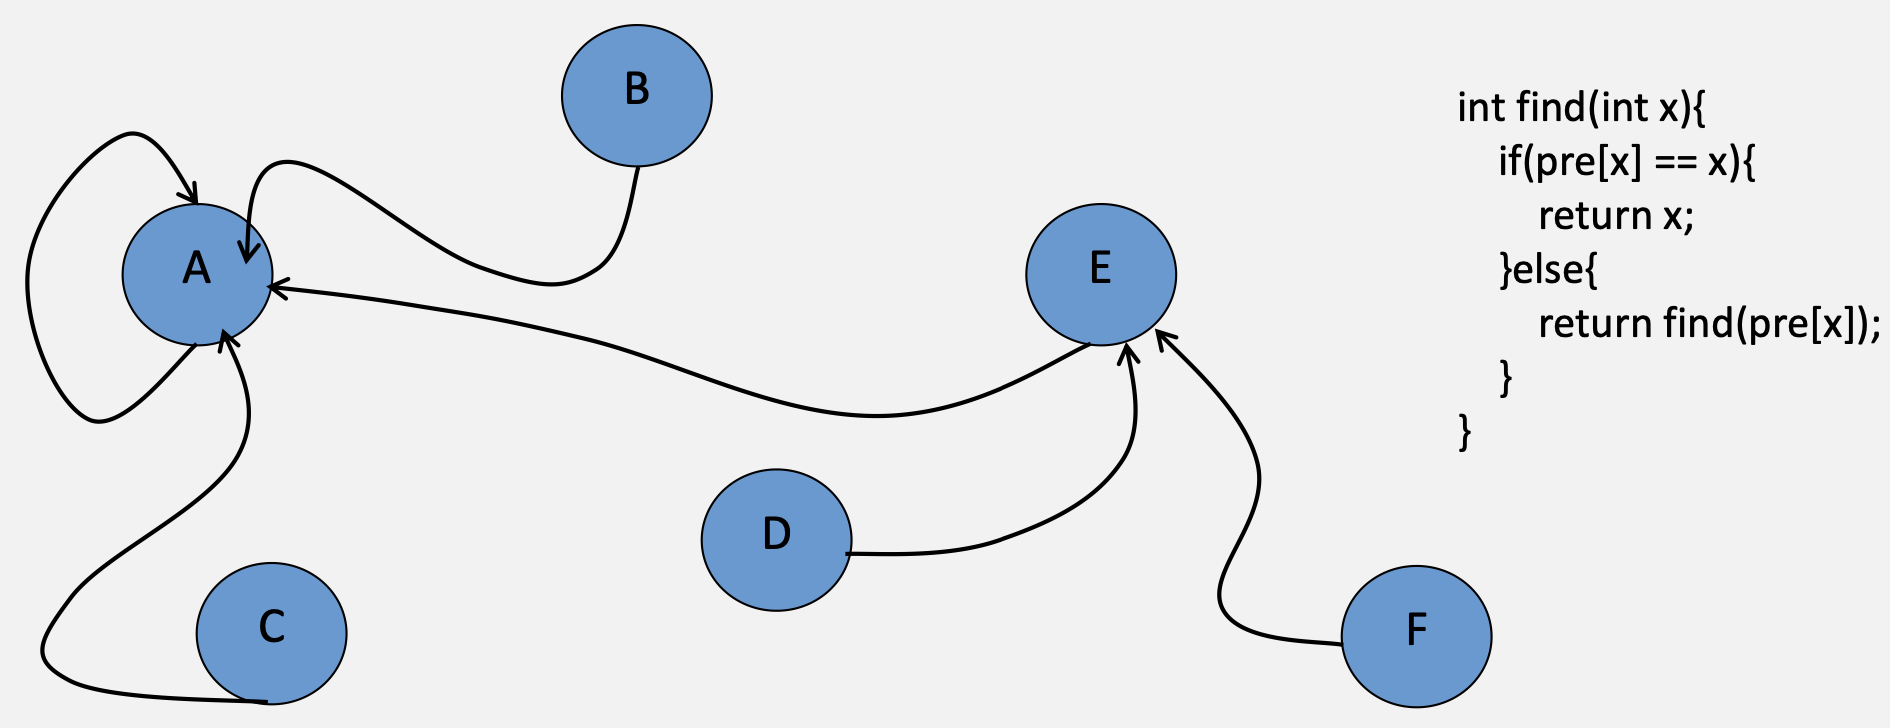 B
A
E
D
C
F
int find(int x){
if(pre[x] == x){
return x;
}else{
return find(pre[x]);
}
}